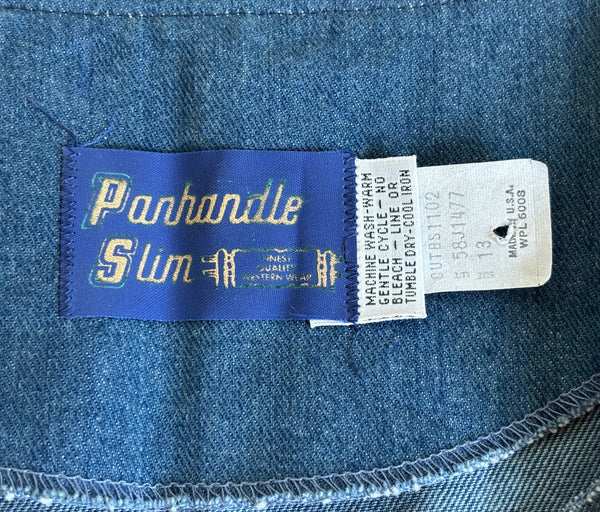 Panhandle
Slim
FINEST
QUALITY
WESTERN WEAR
MACHINE WASH-WARM
GENTLE CYCLE-NO
BLEACH - LINE OR
TUMBLE DRY-COOL IRON
CUTBS1102
58J1477
13
MADE U.S.A.
WPL 6008